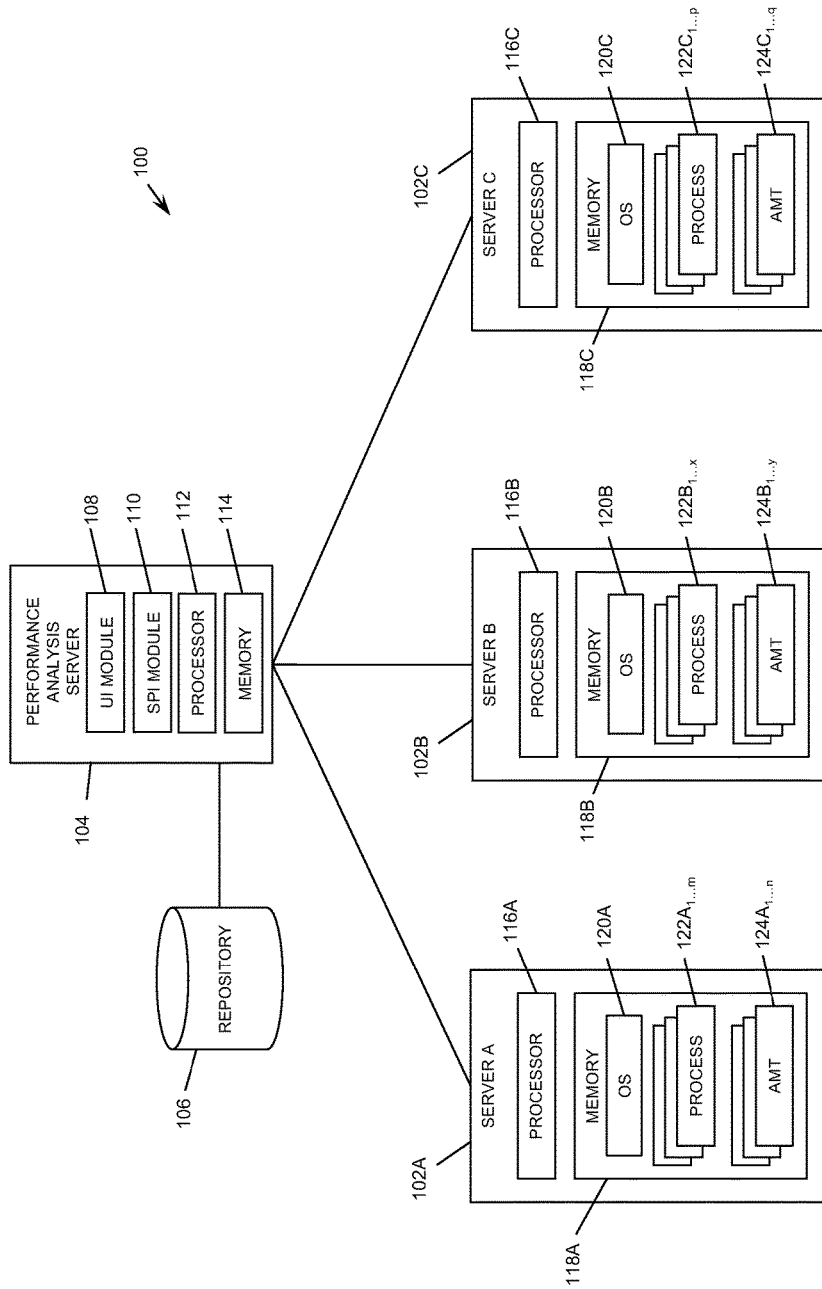 100
PERFORMANCE
ANALYSIS
SERVER
UI MODULE
SPI MODULE
PROCESSOR
MEMORY
108
110
112
114
104
REPOSITORY
106
SERVER A
PROCESSOR
MEMORY
OS
PROCESS
AMT
102A
116A
118A
120A
122A1...m
124A1...n
SERVER B
PROCESSOR
MEMORY
OS
PROCESS
AMT
102B
116B
118B
120B
122B1...x
124B1...y
SERVER C
PROCESSOR
MEMORY
OS
PROCESS
AMT
102C
116C
118C
120C
122C1...p
124C1...q